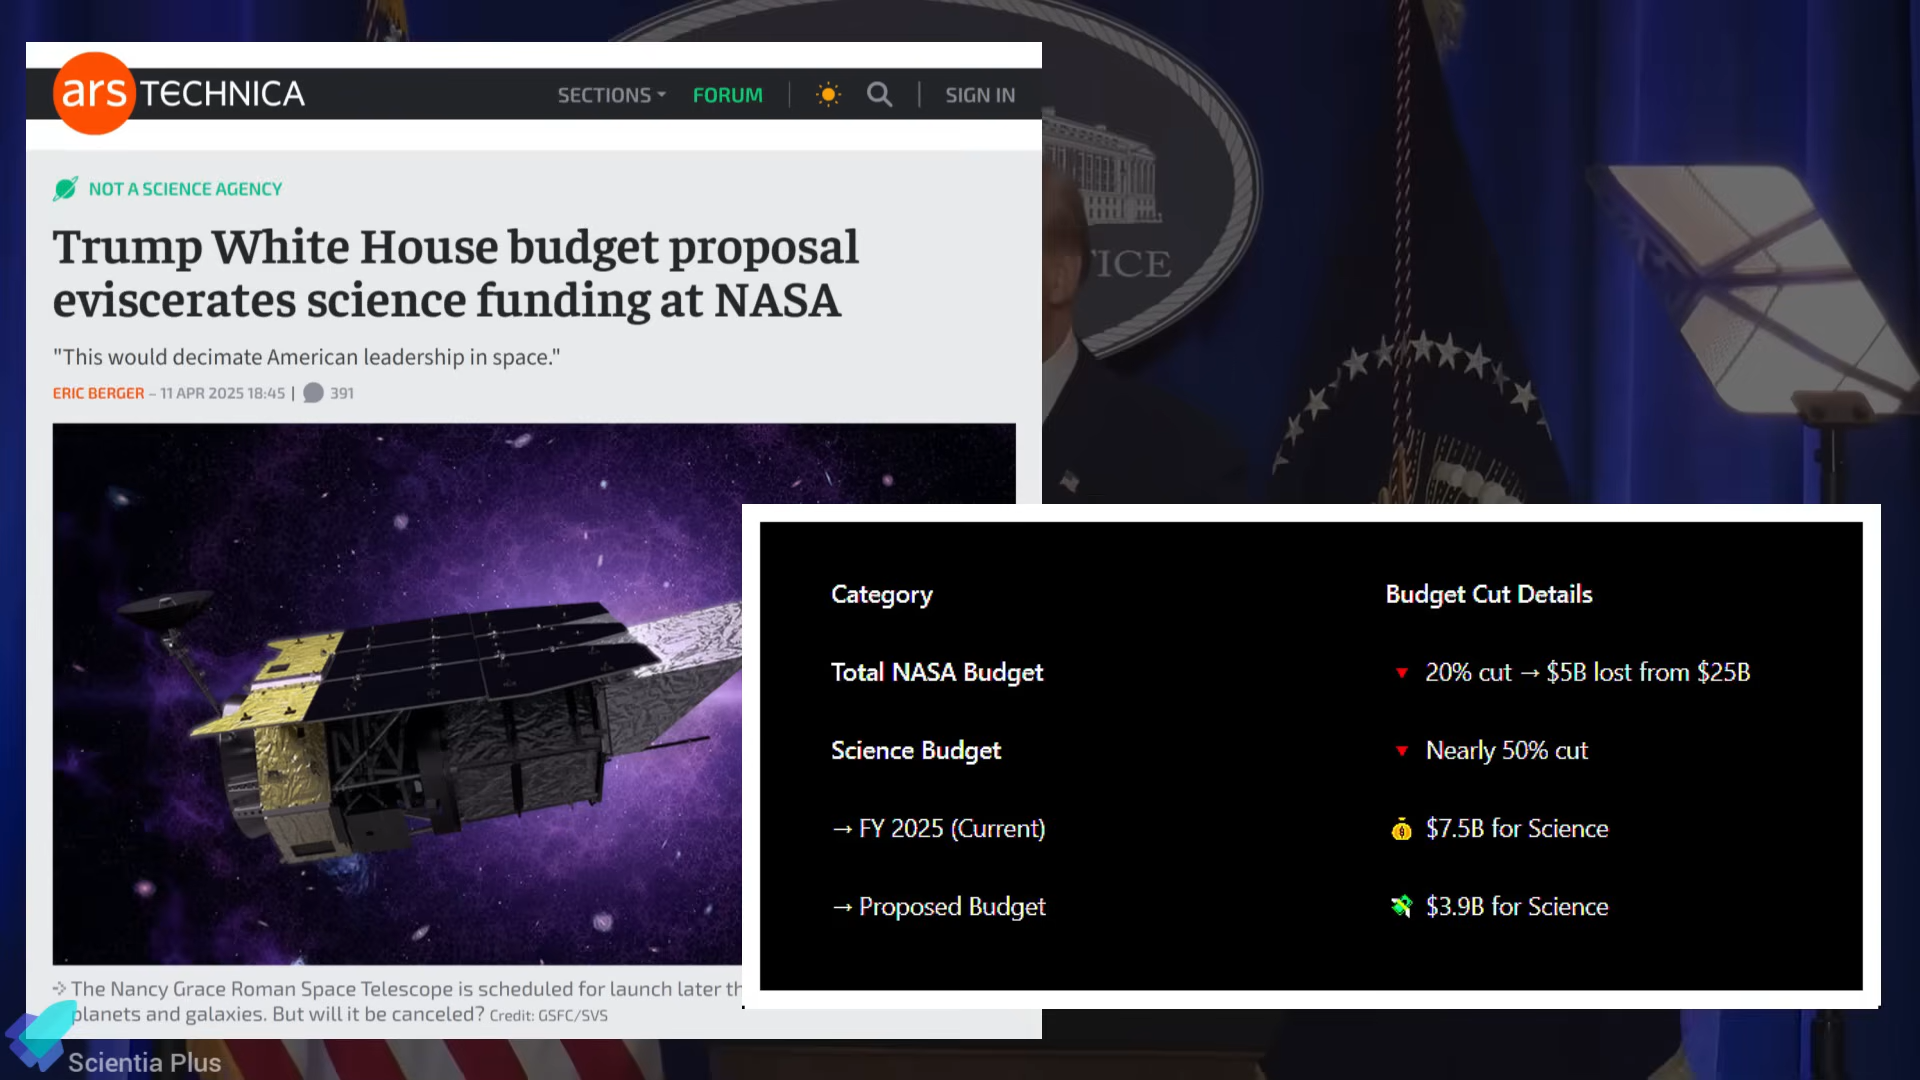 ars TECHNICA
SECTIONS FORUM SIGN IN
NOT A SCIENCE AGENCY
Trump White House budget proposal
eviscerates science funding at NASA
"This would decimate American leadership in space."
ERIC BERGER – 11 APR 2025 18:45 | 391
The Nancy Grace Roman Space Telescope is scheduled for launch later
planets and galaxies. But will it be canceled? Credit: GSFC/SVS
Category Budget Cut Details
Total NASA Budget 20% cut → $5B lost from $25B
Science Budget Nearly 50% cut
→ FY 2025 (Current) $7.5B for Science
→ Proposed Budget $3.9B for Science
Scientia Plus